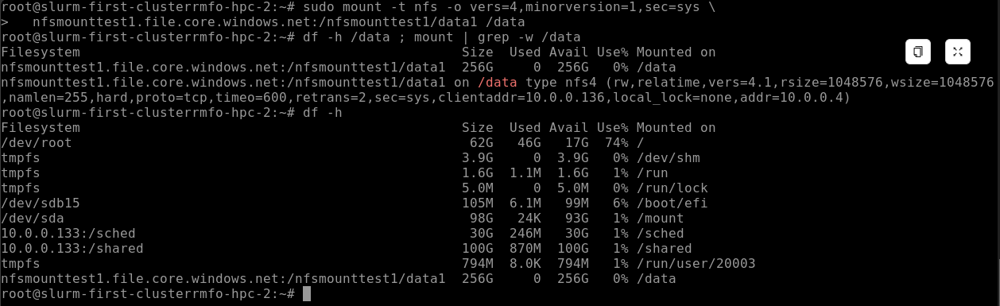 root@slurm-first-clusterrmfo-hpc-2:~# sudo mount -t nfs -o vers=4,minorversion=1,sec=sys \
>   nfsmounttest1.file.core.windows.net:/nfsmounttest1/data1 /data
root@slurm-first-clusterrmfo-hpc-2:~# df -h /data ; mount | grep -w /data
Filesystem                                                Size  Used Avail Use% Mounted on
nfsmounttest1.file.core.windows.net:/nfsmounttest1/data1  256G     0  256G   0% /data
nfsmounttest1.file.core.windows.net:/nfsmounttest1/data1 on /data type nfs4 (rw,relatime,vers=4.1,rsize=1048576,wsize=1048576
,namlen=255,hard,proto=tcp,timeo=600,retrans=2,sec=sys,clientaddr=10.0.0.136,local_lock=none,addr=10.0.0.4)
root@slurm-first-clusterrmfo-hpc-2:~# df -h
Filesystem                                                Size  Used Avail Use% Mounted on
/dev/root                                                  62G   46G   17G  74% /
tmpfs                                                     3.9G     0  3.9G   0% /dev/shm
tmpfs                                                     1.6G  1.1M  1.6G   1% /run
tmpfs                                                     5.0M     0  5.0M   0% /run/lock
/dev/sdb15                                                105M  6.1M   99M   6% /boot/efi
/dev/sda                                                   98G   24K   93G   1% /mount
10.0.0.133:/sched                                          30G  246M   30G   1% /sched
10.0.0.133:/shared                                        100G  870M  100G   1% /shared
tmpfs                                                     794M  8.0K  794M   1% /run/user/20003
nfsmounttest1.file.core.windows.net:/nfsmounttest1/data1  256G     0  256G   0% /data
root@slurm-first-clusterrmfo-hpc-2:~#